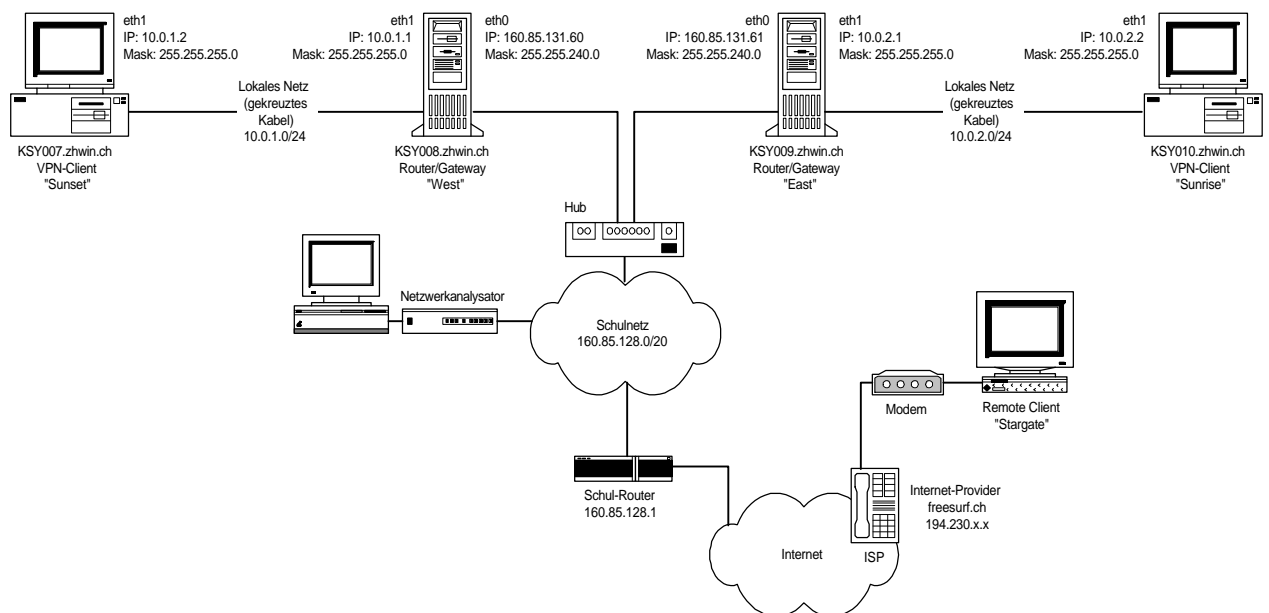 eth1
IP: 10.0.1.2
Mask: 255.255.255.0
eth1
IP: 10.0.1.1
Mask: 255.255.255.0
eth0
IP: 160.85.131.60
Mask: 255.255.240.0
eth0
IP: 160.85.131.61
Mask: 255.255.240.0
eth1
IP: 10.0.2.1
Mask: 255.255.255.0
eth1
IP: 10.0.2.2
Mask: 255.255.255.0
Lokales Netz
(gekreuztes
Kabel)
10.0.1.0/24
Lokales Netz
(gekreuztes
Kabel)
10.0.2.0/24
KSY007.zhwin.ch
VPN-Client
"Sunset"
KSY008.zhwin.ch
Router/Gateway
"West"
KSY009.zhwin.ch
Router/Gateway
"East"
KSY010.zhwin.ch
VPN-Client
"Sunrise"
Hub
Netzwerkanalysator
Schulnetz
160.85.128.0/20
Modem
Remote Client
"Stargate"
Schul-Router
160.85.128.1
Internet-Provider
freesurf.ch
194.230.x.x
Internet
ISP